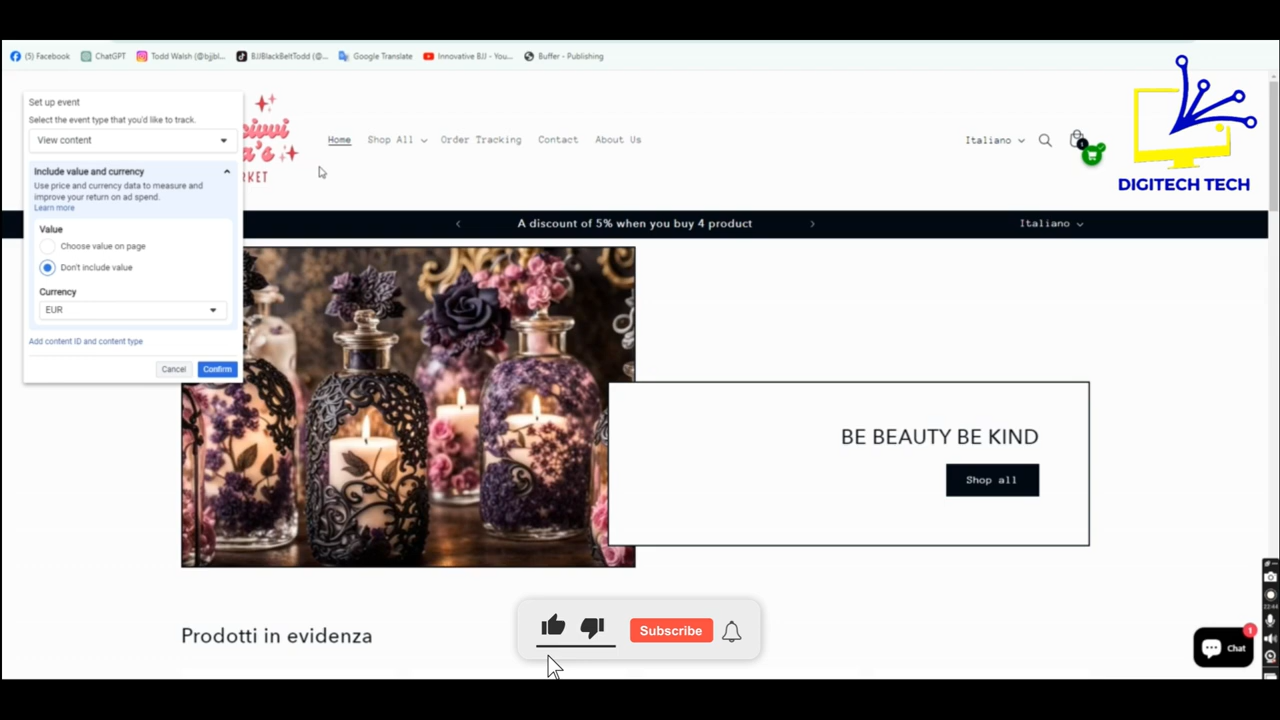 (5) Facebook
ChatGPT
Todd Walsh (@bjjbl...
BJJBlackBeltTodd (@...
Google Translate
Innovative BJJ - You...
Buffer - Publishing
DIGITECH TECH
Set up event
Select the event type that you'd like to track.
View content
Include value and currency
Use price and currency data to measure and
improve your return on ad spend.
Learn more
Value
Choose value on page
Don't include value
Currency
EUR
Add content ID and content type
Cancel
Confirm
Home
Shop All
Order Tracking
Contact
About Us
Italiano
1
A discount of 5% when you buy 4 product
Italiano
BE BEAUTY BE KIND
Shop all
Prodotti in evidenza
Subscribe
Chat
1
22:44